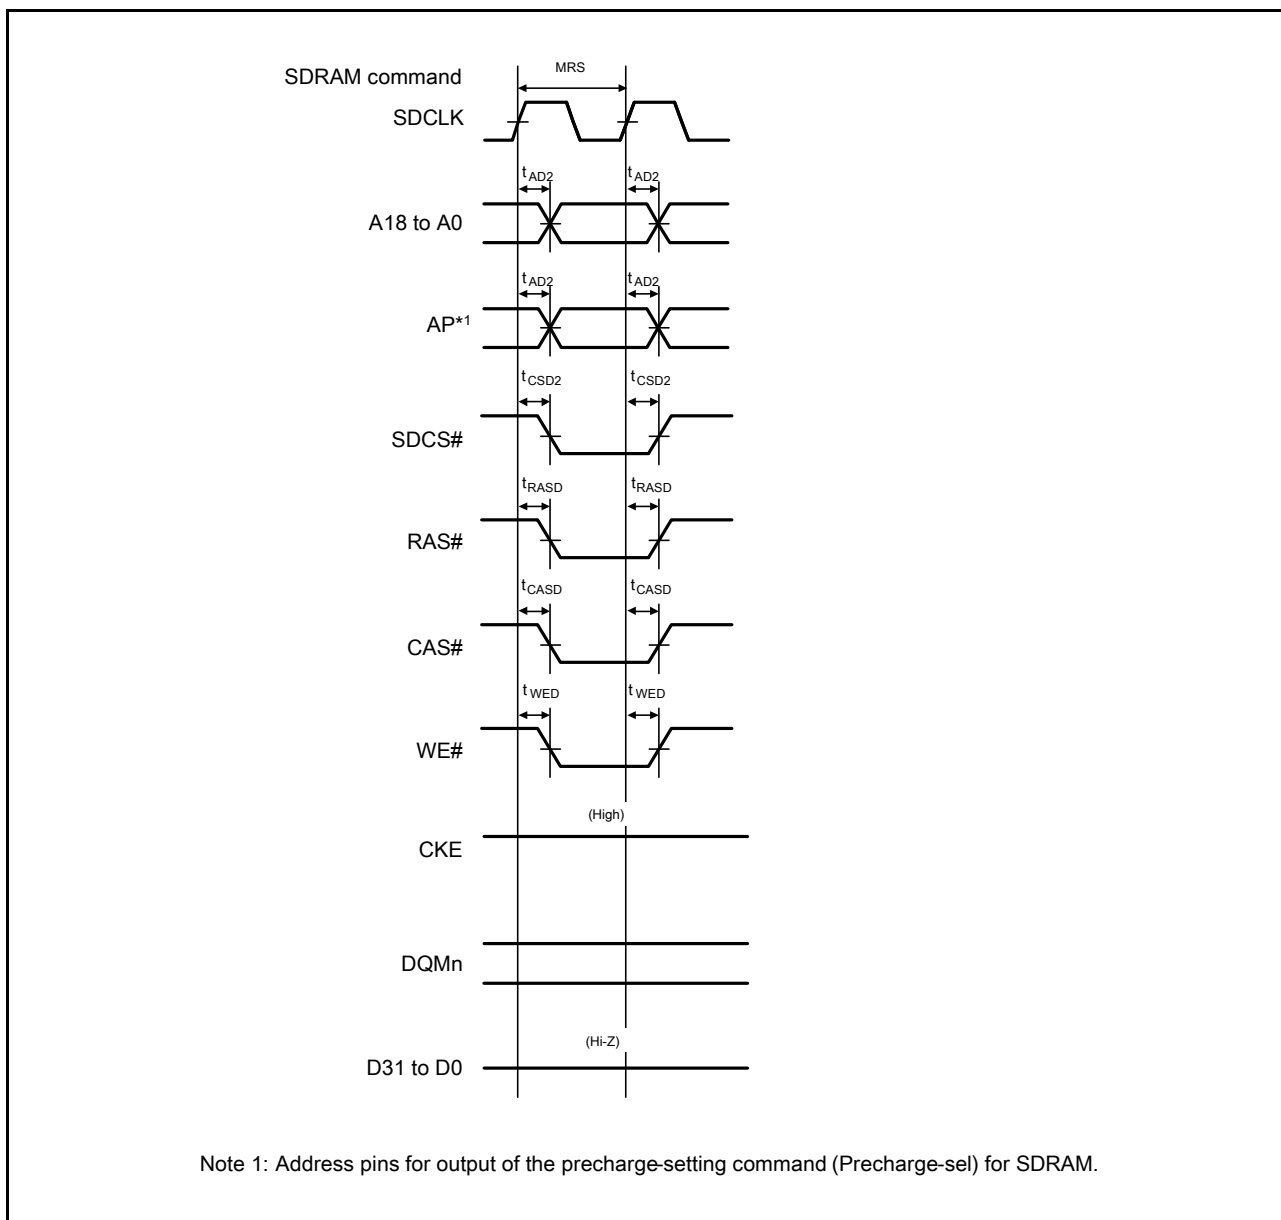 MRS
SDRAM command
SDCLK
tAD2 tAD2
A18 to A0
tAD2 tAD2
AP*1
tCSD2 tCSD2
SDCS#
tRASD tRASD
RAS#
tCASD tCASD
CAS#
tWED tWED
WE#
(High)
CKE
DQMn
(Hi-Z)
D31 to D0
Note 1: Address pins for output of the precharge-setting command (Precharge-sel) for SDRAM.